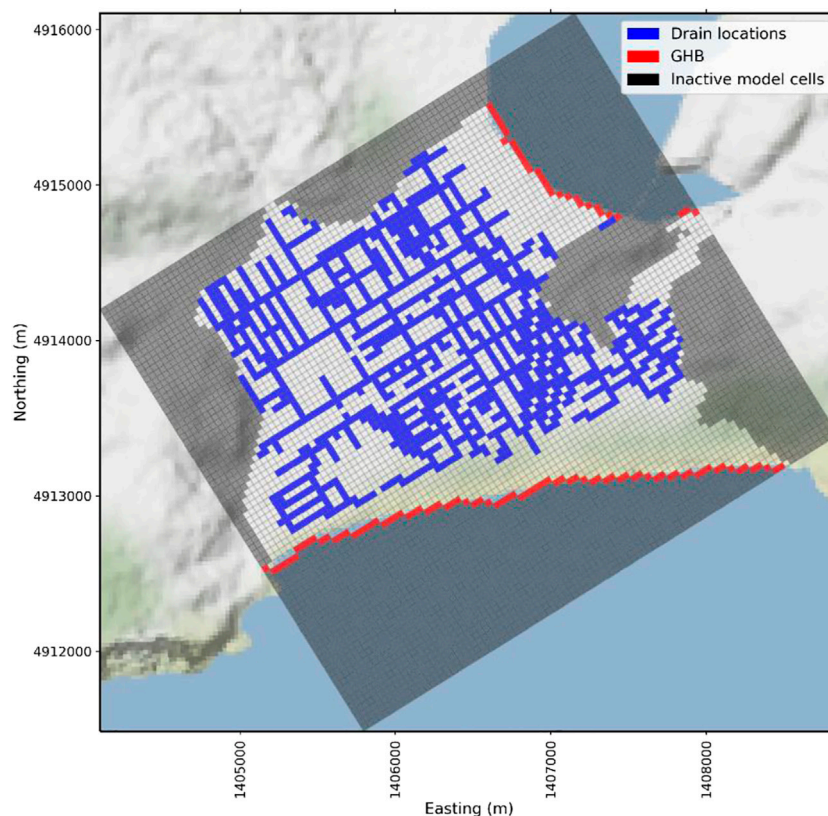 4916000
4915000
4914000
4913000
4912000
Northing (m)
Drain locations
GHB
Inactive model cells
1405000
1406000
1407000
1408000
Easting (m)